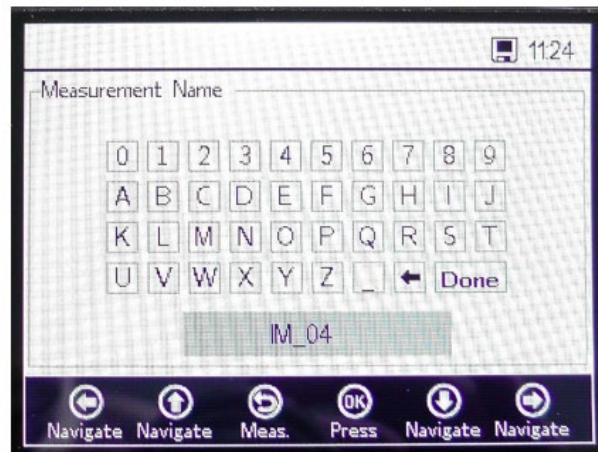 11:24
Measurement Name
0 1 2 3 4 5 6 7 8 9
A B C D E F G H I J
K L M N O P Q R S T
U V W X Y Z _ ← Done
IM_04
OK
Navigate Navigate Meas. Press Navigate Navigate